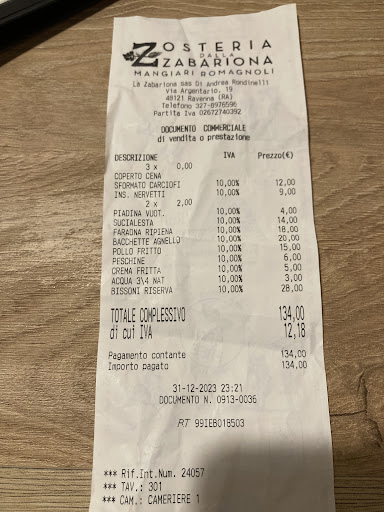 OSTERIA
DALLA
ZABARIONA
MANGIARI ROMAGNOLI
La Zabariona sas Di Andrea Rondinelli
Via Argentario, 19
48121 Ravenna (RA)
Telefono 327-8976596
Partita Iva 02672740392
DOCUMENTO COMMERCIALE
di vendita o prestazione
DESCRIZIONE IVA Prezzo(€)
3 x 0,00
COPERTO CENA
SFORMATO CARCIOFI 10,00% 12,00
INS. NERVETTI 10,00% 9,00
2 x 2,00
PIADINA VUOT. 10,00% 4,00
SUCIALESTA 10,00% 14,00
FARAONA RIPIENA 10,00% 18,00
BACCHETTE AGNELLO 10,00% 20,00
POLLO FRITTO 10,00% 15,00
PESCHINE 10,00% 6,00
CREMA FRITTA 10,00% 5,00
ACQUA 3\4 NAT 10,00% 3,00
BISSONI RISERVA 10,00% 28,00
TOTALE COMPLESSIVO 134,00
di cui IVA 12,18
Pagamento contante 134,00
Importo pagato 134,00
31-12-2023 23:21
DOCUMENTO N. 0913-0036
RT 99IEB018503
*** Rif.Int.Num. 24057
*** TAV.: 301
*** CAM.: CAMERIERE 1